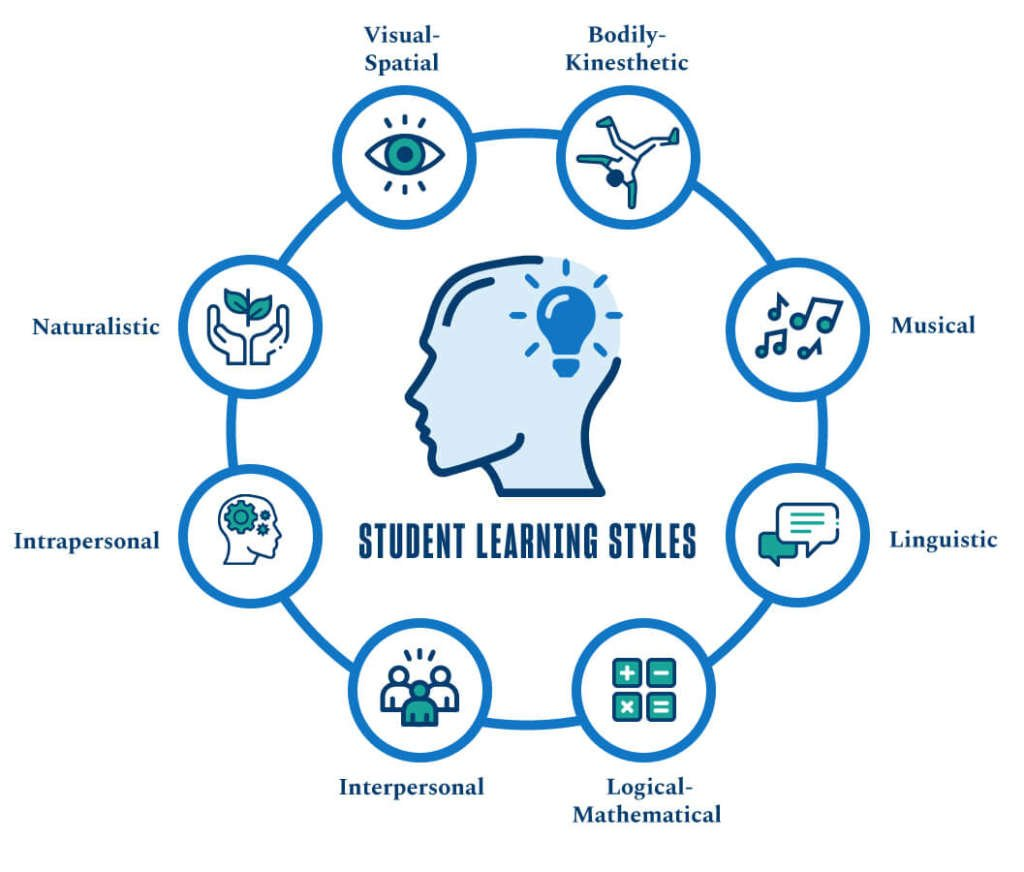 Visual-
Spatial
Bodily-
Kinesthetic
Naturalistic
Musical
Intrapersonal
STUDENT LEARNING STYLES
Linguistic
Interpersonal
Logical-
Mathematical